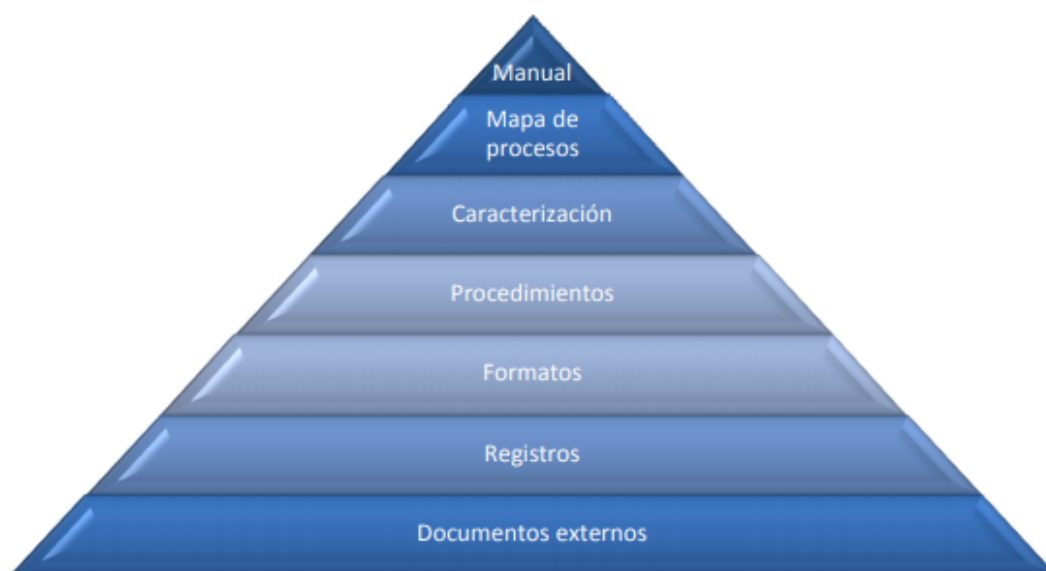 Manual
Mapa de
procesos
Caracterización
Procedimientos
Formatos
Registros
Documentos externos